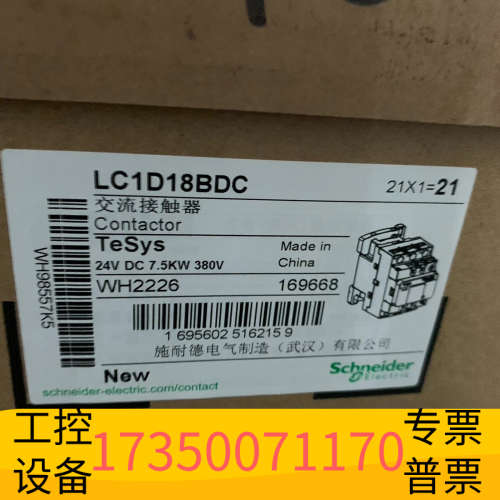 LC1D18BDC
21X1=21
交流接触器
Contactor
TeSys
Made in
24V DC 7.5KW 380V
China
WH2226
169668
WH98557K5
1 695602 516215 9
施耐德电气制造（武汉）有限公司
New
Schneider
Electric
schneider-electric.com/contact
工控
设备
17350071170
专票
普票